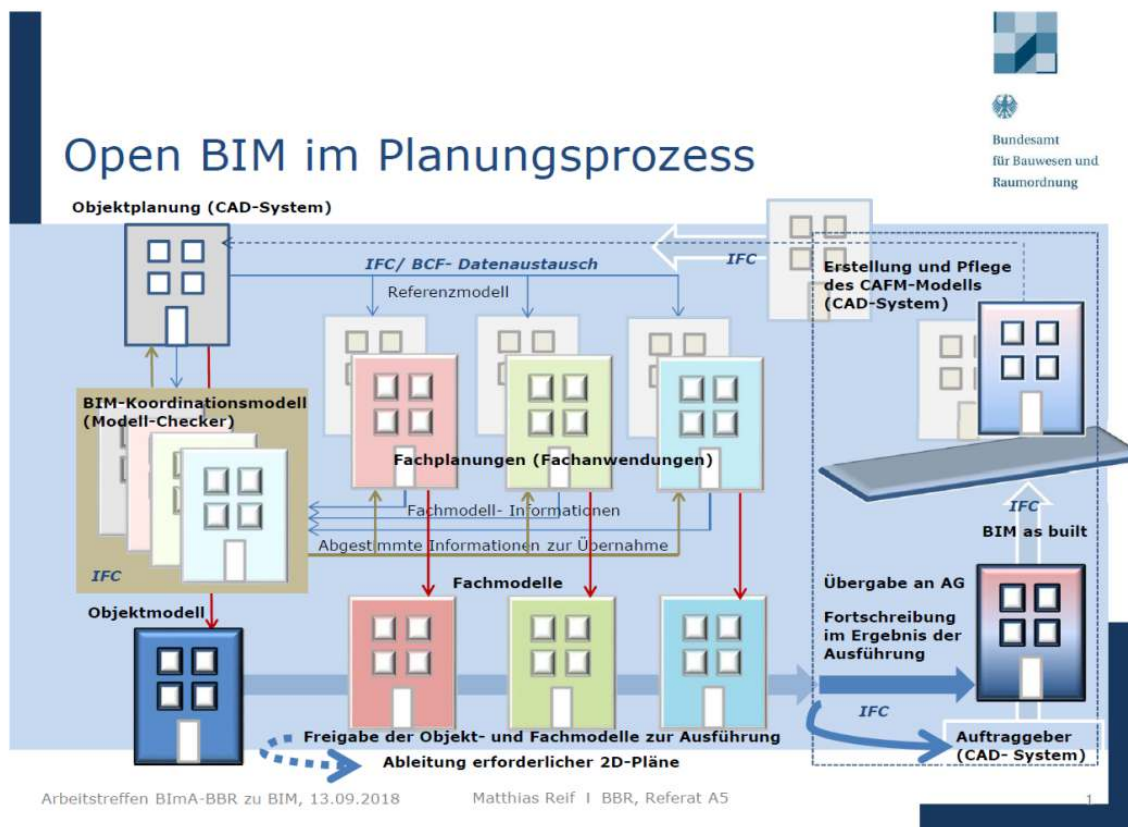 Bundesamt
für Bauwesen und
Raumordnung
Open BIM im Planungsprozess
Objektplanung (CAD-System)
IFC/ BCF- Datenaustausch
Referenzmodell
IFC
Erstellung und Pflege
des CAFM-Modells
(CAD-System)
BIM-Koordinationsmodell
(Modell-Checker)
Fachplanungen (Fachanwendungen)
Fachmodell- Informationen
Abgestimmte Informationen zur Übernahme
IFC
IFC
BIM as built
Fachmodelle
Objektmodell
Übergabe an AG
Fortschreibung
im Ergebnis der
Ausführung
IFC
Freigabe der Objekt- und Fachmodelle zur Ausführung
Ableitung erforderlicher 2D-Pläne
Auftraggeber
(CAD- System)
Arbeitstreffen BImA-BBR zu BIM, 13.09.2018
Matthias Reif I BBR, Referat A5
1